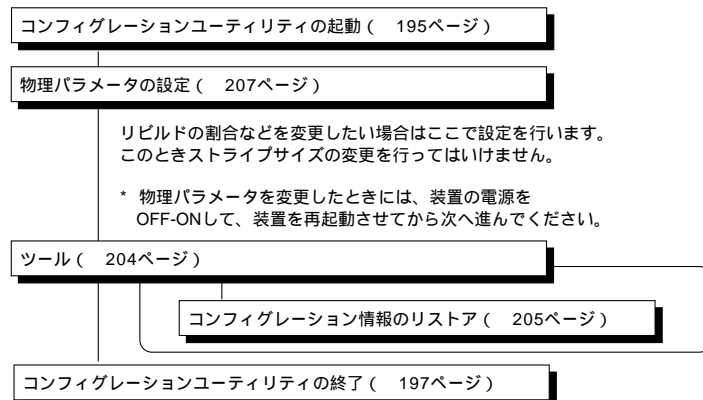 コンフィグレーションユーティリティの起動（　195ページ）
物理パラメータの設定（　207ページ）
リビルドの割合などを変更したい場合はここで設定を行います。
このときストライプサイズの変更を行ってはいけません。
* 物理パラメータを変更したときには、装置の電源を
OFF-ONして、装置を再起動させてから次へ進んでください。
ツール（　204ページ）
コンフィグレーション情報のリストア（　205ページ）
コンフィグレーションユーティリティの終了（　197ページ）